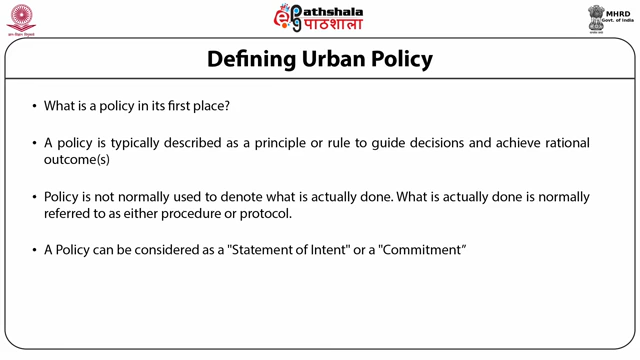 ePathshala
पाठशाला
MHRD
Govt. of India
Defining Urban Policy
• What is a policy in its first place?
• A policy is typically described as a principle or rule to guide decisions and achieve rational
outcome(s)
• Policy is not normally used to denote what is actually done. What is actually done is normally
referred to as either procedure or protocol.
• A Policy can be considered as a "Statement of Intent" or a "Commitment”